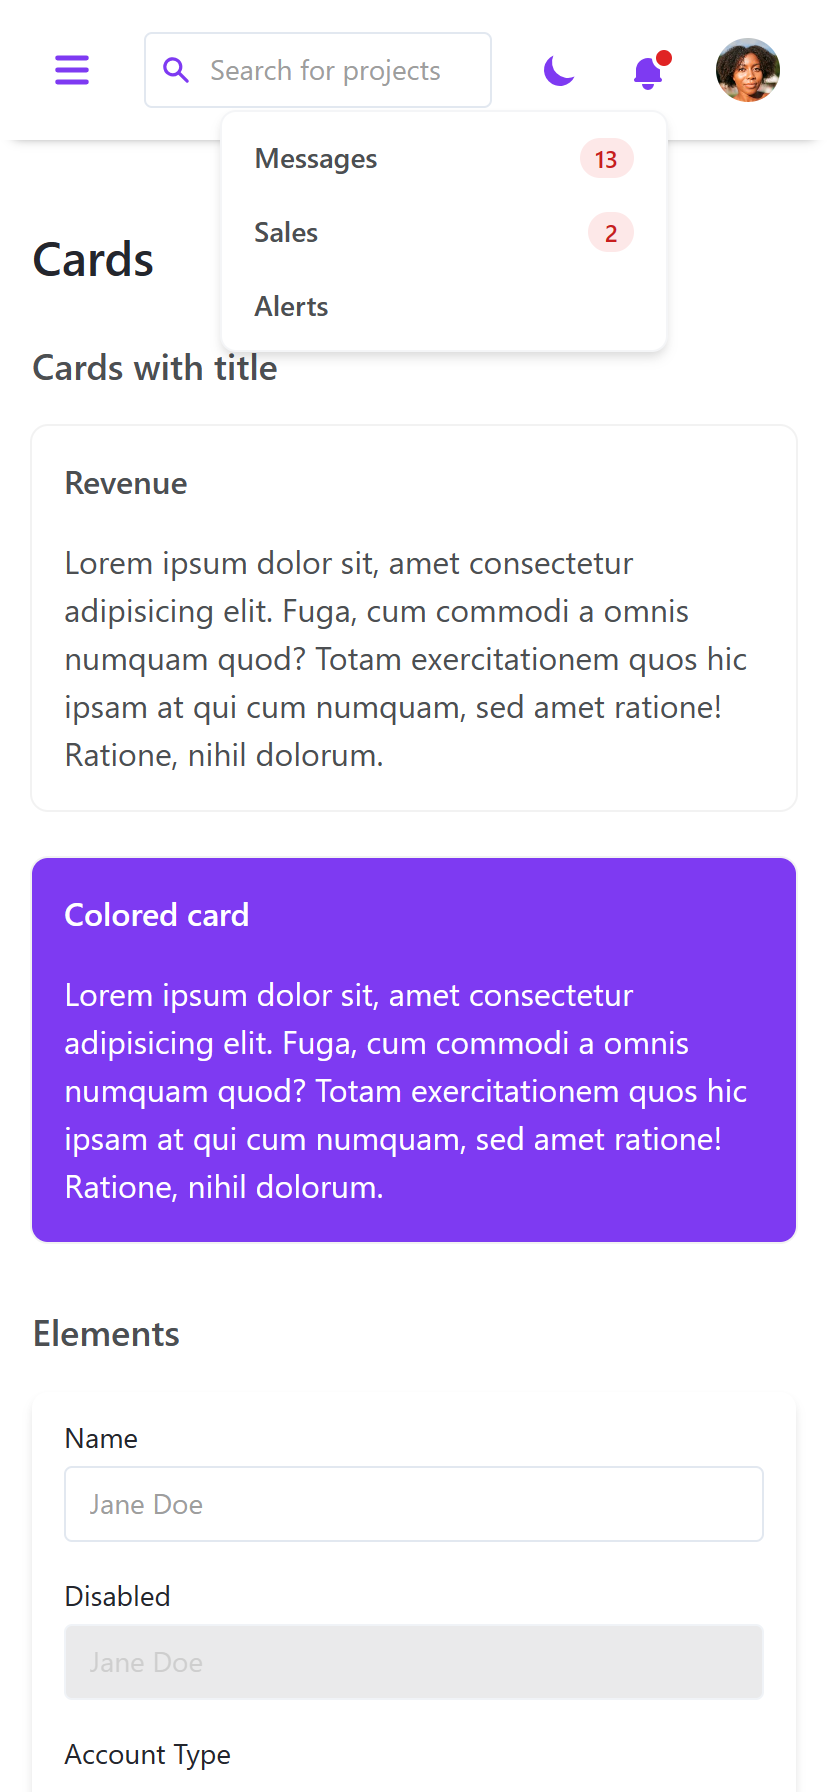 Search for projects
Messages 13
Sales 2
Alerts
Cards
Cards with title
Revenue
Lorem ipsum dolor sit, amet consectetur
adipisicing elit. Fuga, cum commodi a omnis
numquam quod? Totam exercitationem quos hic
ipsam at qui cum numquam, sed amet ratione!
Ratione, nihil dolorum.
Colored card
Lorem ipsum dolor sit, amet consectetur
adipisicing elit. Fuga, cum commodi a omnis
numquam quod? Totam exercitationem quos hic
ipsam at qui cum numquam, sed amet ratione!
Ratione, nihil dolorum.
Elements
Name
Jane Doe
Disabled
Jane Doe
Account Type